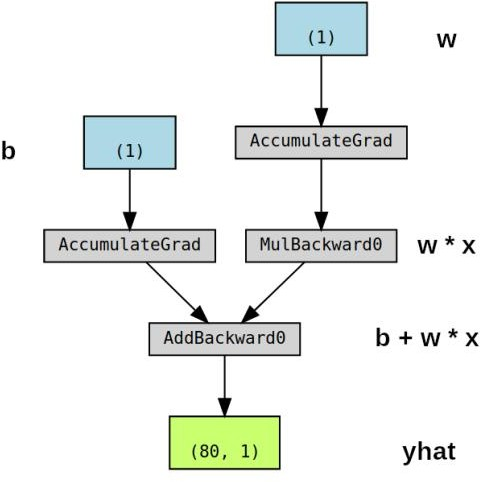 (1)
w
b
(1)
AccumulateGrad
AccumulateGrad
MulBackward0
w * x
AddBackward0
b + w * x
(80, 1)
yhat